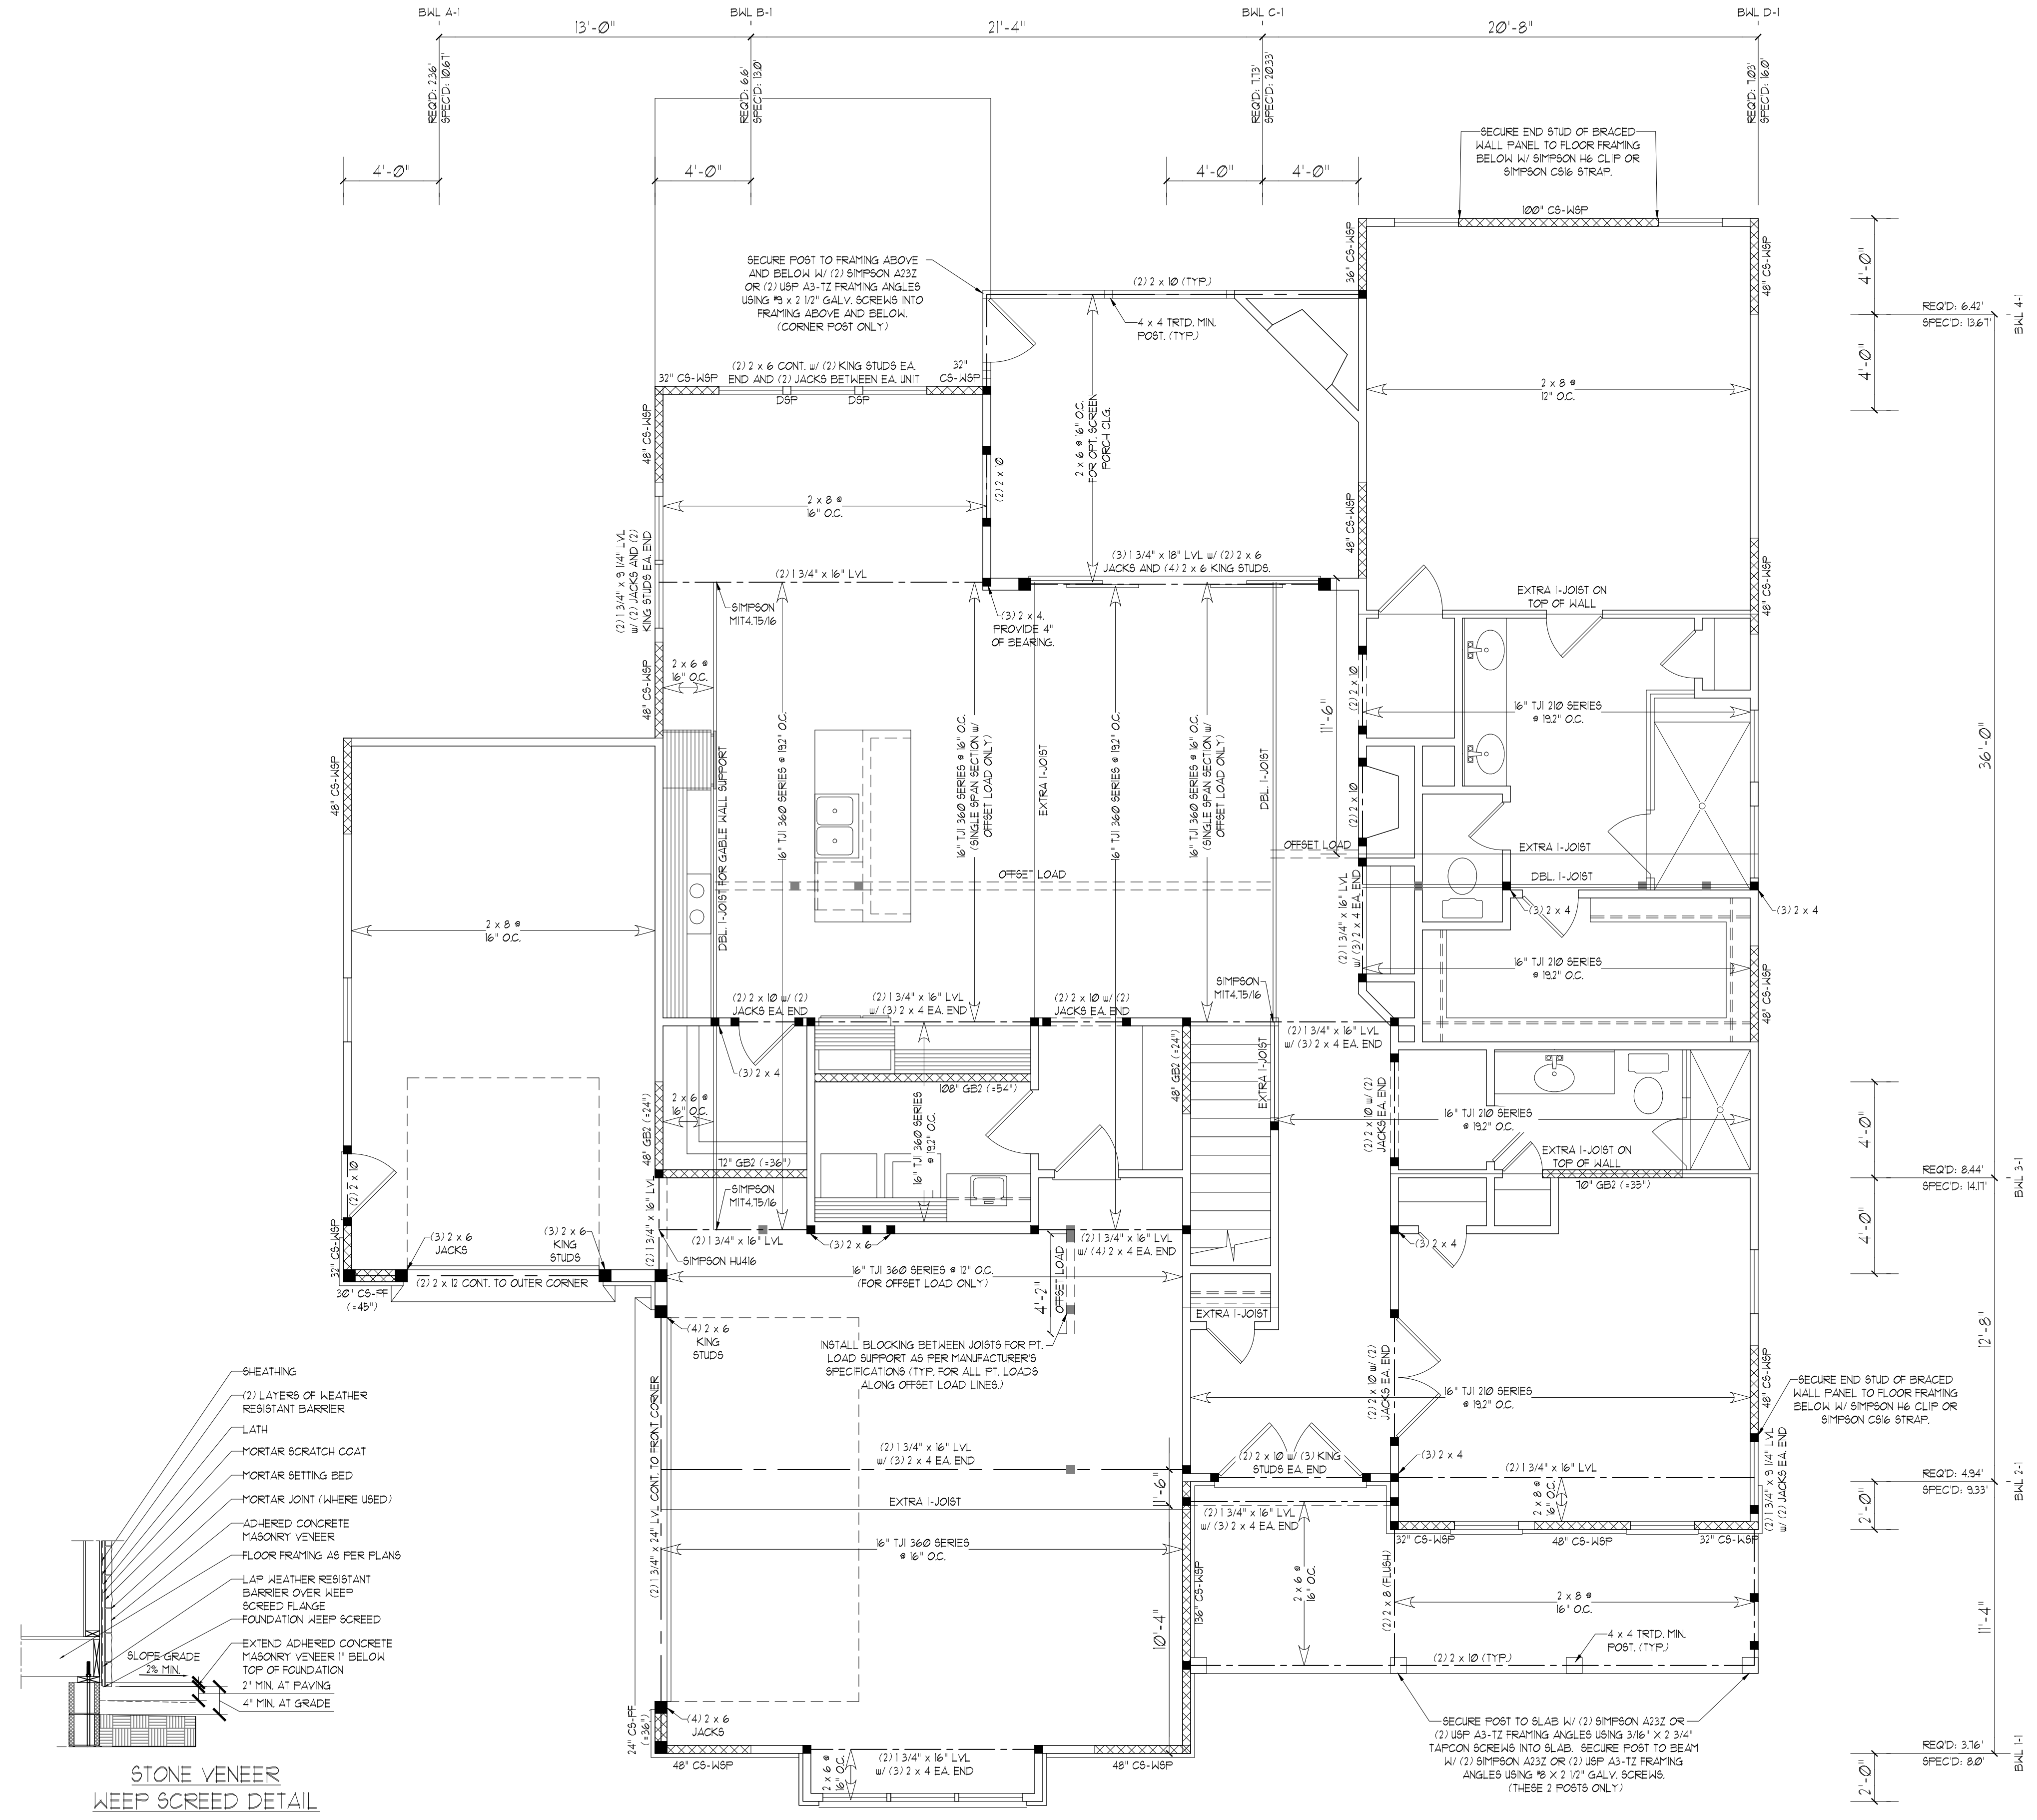 BWL A-1
BWL B-1
BWL C-1
BWL D-1
13'-0"
21'-4"
20'-8"
REQ'D: 2.36'
SPEC'D: 10.67'
REQ'D: 6.6'
SPEC'D: 13.0'
REQ'D: 7.73'
SPEC'D: 20.33'
REQ'D: 7.03'
SPEC'D: 16.0'
4'-0"
4'-0"
4'-0"
4'-0"
SECURE END STUD OF BRACED
WALL PANEL TO FLOOR FRAMING
BELOW W/ SIMPSON H6 CLIP OR
SIMPSON CS16 STRAP.
100" CS-WSP
36" CS-WSP
48" CS-WSP
4'-0"
4'-0"
REQ'D: 6.42'
SPEC'D: 13.67'
BWL 4-1
SECURE POST TO FRAMING ABOVE
AND BELOW W/ (2) SIMPSON A23Z
OR (2) USP A3-TZ FRAMING ANGLES
USING #9 x 2 1/2" GALV. SCREWS INTO
FRAMING ABOVE AND BELOW.
(CORNER POST ONLY)
(2) 2 x 10 (TYP.)
4 x 4 TRTD. MIN.
POST. (TYP.)
(2) 2 x 6 CONT. w/ (2) KING STUDS EA.
END AND (2) JACKS BETWEEN EA. UNIT
32" CS-WSP
32"
CS-WSP
DSP
DSP
48" CS-WSP
2 x 6 @ 16" O.C.
FOR OPT. SCREEN
PORCH CLG.
(2) 2 x 10
2 x 8 @
12" O.C.
2 x 8 @
16" O.C.
48" CS-WSP
48" CS-WSP
(2) 1 3/4" x 9 1/4" LVL
w/ (2) JACKS AND (2)
KING STUDS EA. END
(3) 1 3/4" x 18" LVL w/ (2) 2 x 6
JACKS AND (4) 2 x 6 KING STUDS.
(2) 1 3/4" x 16" LVL
SIMPSON
MIT4.75/16
(3) 2 x 4.
PROVIDE 4"
OF BEARING.
EXTRA I-JOIST ON
TOP OF WALL
2 x 6 @
16" O.C.
48" CS-WSP
(2) 2 x 10
11'-6"
16" TJI 210 SERIES
@ 19.2" O.C.
36'-0"
DBL. I-JOIST FOR GABLE WALL SUPPORT
16" TJI 360 SERIES @ 19.2" O.C.
16" TJI 360 SERIES @ 16" O.C.
(SINGLE SPAN SECTION w/
OFFSET LOAD ONLY)
EXTRA I-JOIST
16" TJI 360 SERIES @ 19.2" O.C.
16" TJI 360 SERIES @ 16" O.C.
(SINGLE SPAN SECTION w/
OFFSET LOAD ONLY)
DBL. I-JOIST
48" CS-WSP
(2) 2 x 10
OFFSET LOAD
OFFSET LOAD
EXTRA I-JOIST
DBL. I-JOIST
(3) 2 x 4
(3) 2 x 4
(2) 1 3/4" x 16" LVL
w/ (3) 2 x 4 EA. END
2 x 8 @
16" O.C.
16" TJI 210 SERIES
@ 19.2" O.C.
48" CS-WSP
SIMPSON
MIT4.75/16
(2) 2 x 10 w/ (2)
JACKS EA. END
(2) 1 3/4" x 16" LVL
w/ (3) 2 x 4 EA. END
(2) 2 x 10 w/ (2)
JACKS EA. END
(2) 1 3/4" x 16" LVL
w/ (3) 2 x 4 EA. END
(3) 2 x 4
108" GB2 (=54")
48" GB2 (=24")
EXTRA I-JOIST
(2) 2 x 10 w/ (2)
JACKS EA. END
2 x 6 @
16" O.C.
48" GB2 (=24")
16" TJI 360 SERIES
@ 19.2" O.C.
16" TJI 210 SERIES
@ 19.2" O.C.
4'-0"
EXTRA I-JOIST ON
TOP OF WALL
72" GB2 (=36")
70" GB2 (=35")
REQ'D: 8.44'
SPEC'D: 14.17'
BWL 3-1
4'-0"
(2) 2 x 10
32" CS-WSP
SIMPSON
MIT4.75/16
(2) 1 3/4" x 16" LVL
(2) 1 3/4" x 16" LVL
SIMPSON HU416
(3) 2 x 6
(2) 1 3/4" x 16" LVL
w/ (4) 2 x 4 EA. END
(3) 2 x 4
(3) 2 x 6
JACKS
(3) 2 x 6
KING
STUDS
(2) 2 x 12 CONT. TO OUTER CORNER
30" CS-PF
(=45")
16" TJI 360 SERIES @ 12" O.C.
(FOR OFFSET LOAD ONLY)
4'-2"
OFFSET LOAD
EXTRA I-JOIST
(4) 2 x 6
KING
STUDS
INSTALL BLOCKING BETWEEN JOISTS FOR PT.
LOAD SUPPORT AS PER MANUFACTURER'S
SPECIFICATIONS (TYP. FOR ALL PT. LOADS
ALONG OFFSET LOAD LINES.)
12'-8"
(2) 2 x 10 w/ (2)
JACKS EA. END
16" TJI 210 SERIES
@ 19.2" O.C.
48" CS-WSP
SECURE END STUD OF BRACED
WALL PANEL TO FLOOR FRAMING
BELOW W/ SIMPSON H6 CLIP OR
SIMPSON CS16 STRAP.
(2) 1 3/4" x 24" LVL CONT. TO FRONT CORNER
(2) 1 3/4" x 16" LVL
w/ (3) 2 x 4 EA. END
(2) 2 x 10 w/ (3) KING
STUDS EA. END
(3) 2 x 4
(2) 1 3/4" x 16" LVL
2 x 8 @
16" O.C.
(2) 1 3/4" x 9 1/4" LVL
w/ (2) JACKS EA. END
REQ'D: 4.94'
SPEC'D: 9.33'
BWL 2-1
2'-0"
EXTRA I-JOIST
1'-6"
(2) 1 3/4" x 16" LVL
w/ (3) 2 x 4 EA. END
32" CS-WSP
48" CS-WSP
32" CS-WSP
16" TJI 360 SERIES
@ 16" O.C.
136" CS-WSP
2 x 6 @
16" O.C.
(2) 2 x 8 (FLUSH)
2 x 8 @
16" O.C.
10'-4"
11'-4"
4 x 4 TRTD. MIN.
POST. (TYP.)
(2) 2 x 10 (TYP.)
(4) 2 x 6
JACKS
24" CS-PF
(=36")
48" CS-WSP
2 x 6 @
16" O.C.
(2) 1 3/4" x 16" LVL
w/ (3) 2 x 4 EA. END
48" CS-WSP
SECURE POST TO SLAB W/ (2) SIMPSON A23Z OR
(2) USP A3-TZ FRAMING ANGLES USING 3/16" X 2 3/4"
TAPCON SCREWS INTO SLAB. SECURE POST TO BEAM
W/ (2) SIMPSON A23Z OR (2) USP A3-TZ FRAMING
ANGLES USING #8 X 2 1/2" GALV. SCREWS.
(THESE 2 POSTS ONLY)
REQ'D: 3.76'
SPEC'D: 8.0'
BWL 1-1
2'-0"
SHEATHING
(2) LAYERS OF WEATHER
RESISTANT BARRIER
LATH
MORTAR SCRATCH COAT
MORTAR SETTING BED
MORTAR JOINT (WHERE USED)
ADHERED CONCRETE
MASONRY VENEER
FLOOR FRAMING AS PER PLANS
LAP WEATHER RESISTANT
BARRIER OVER WEEP
SCREED FLANGE
FOUNDATION WEEP SCREED
EXTEND ADHERED CONCRETE
MASONRY VENEER 1" BELOW
TOP OF FOUNDATION
SLOPE GRADE
2% MIN.
2" MIN. AT PAVING
4" MIN. AT GRADE
STONE VENEER
WEEP SCREED DETAIL
48" CS-WSP
48" CS-WSP